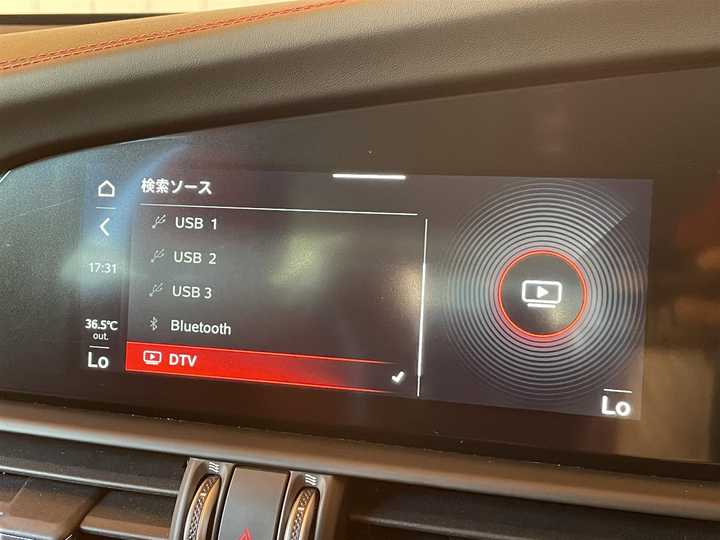 検索ソース
USB 1
USB 2
17:31
USB 3
36.5℃
out.
Bluetooth
Lo
DTV
Lo